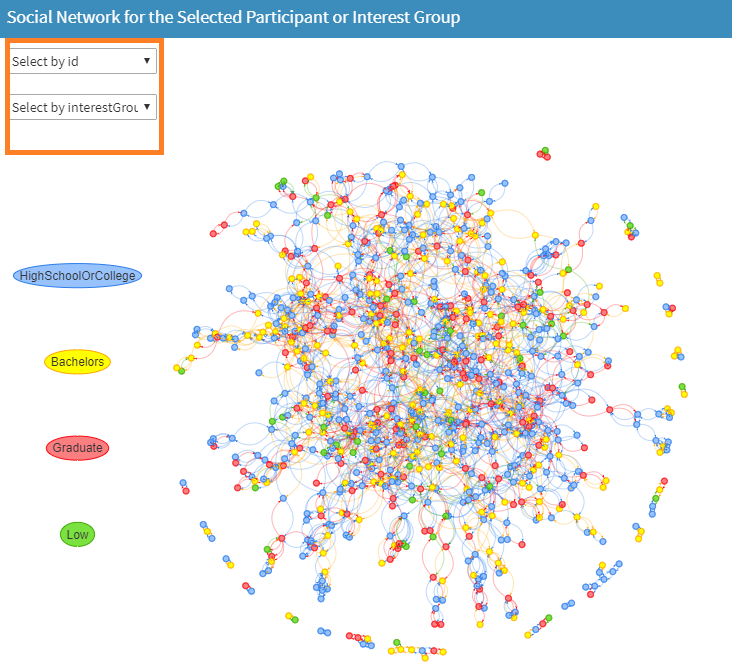 Social Network for the Selected Participant or Interest Group
Select by id
Select by interestGrou
HighSchoolOrCollege
Bachelors
Graduate
Low